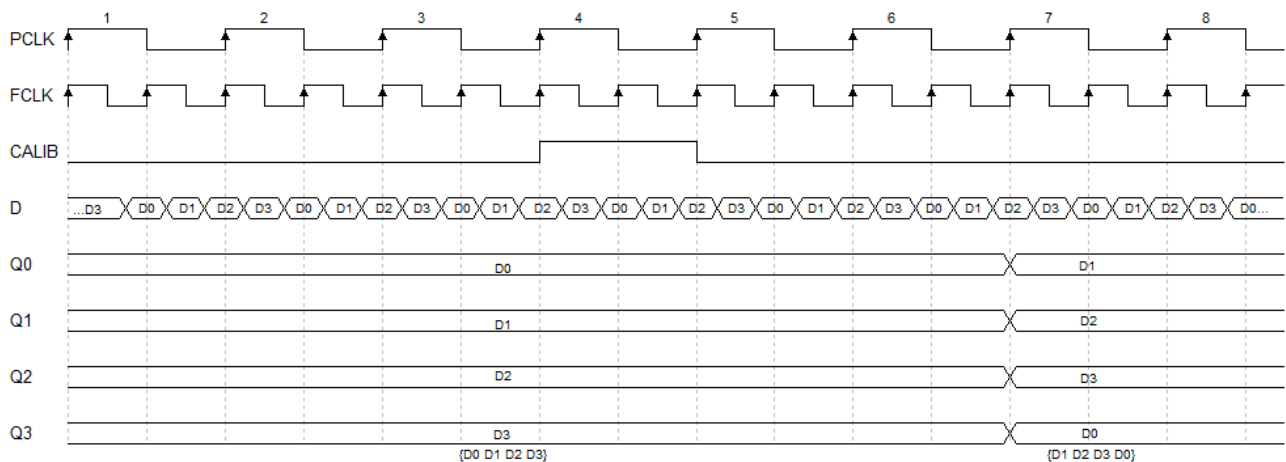 1 2 3 4 5 6 7 8
PCLK
FCLK
CALIB
D ...D3 D0 D1 D2 D3 D0 D1 D2 D3 D0 D1 D2 D3 D0 D1 D2 D3 D0 D1 D2 D3 D0 D1 D2 D3 D0 D1 D2 D3 D0...
Q0 D0 D1
Q1 D1 D2
Q2 D2 D3
Q3 D3 D0
{D0 D1 D2 D3} {D1 D2 D3 D0}